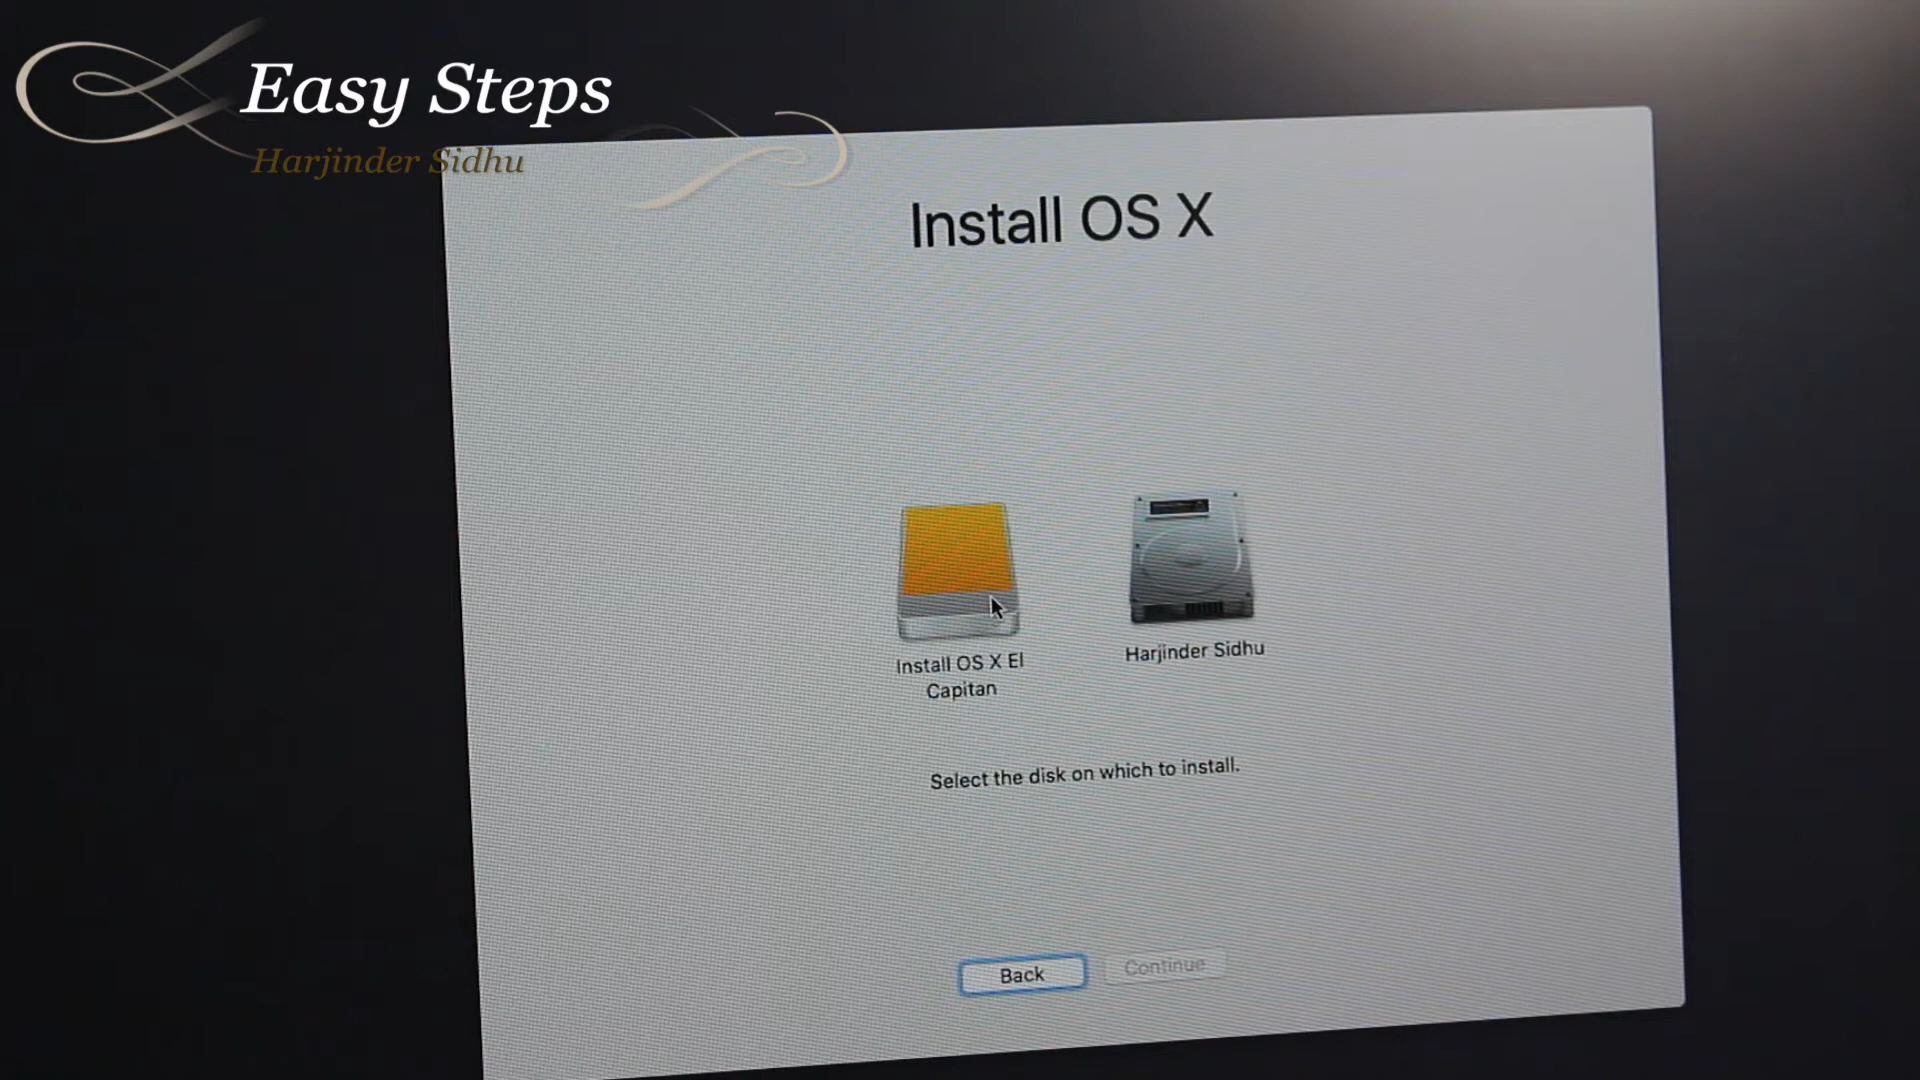 Easy Steps
Harjinder Sidhu
Install OS X
Install OS X El
Capitan
Harjinder Sidhu
Select the disk on which to install.
Back
Continue